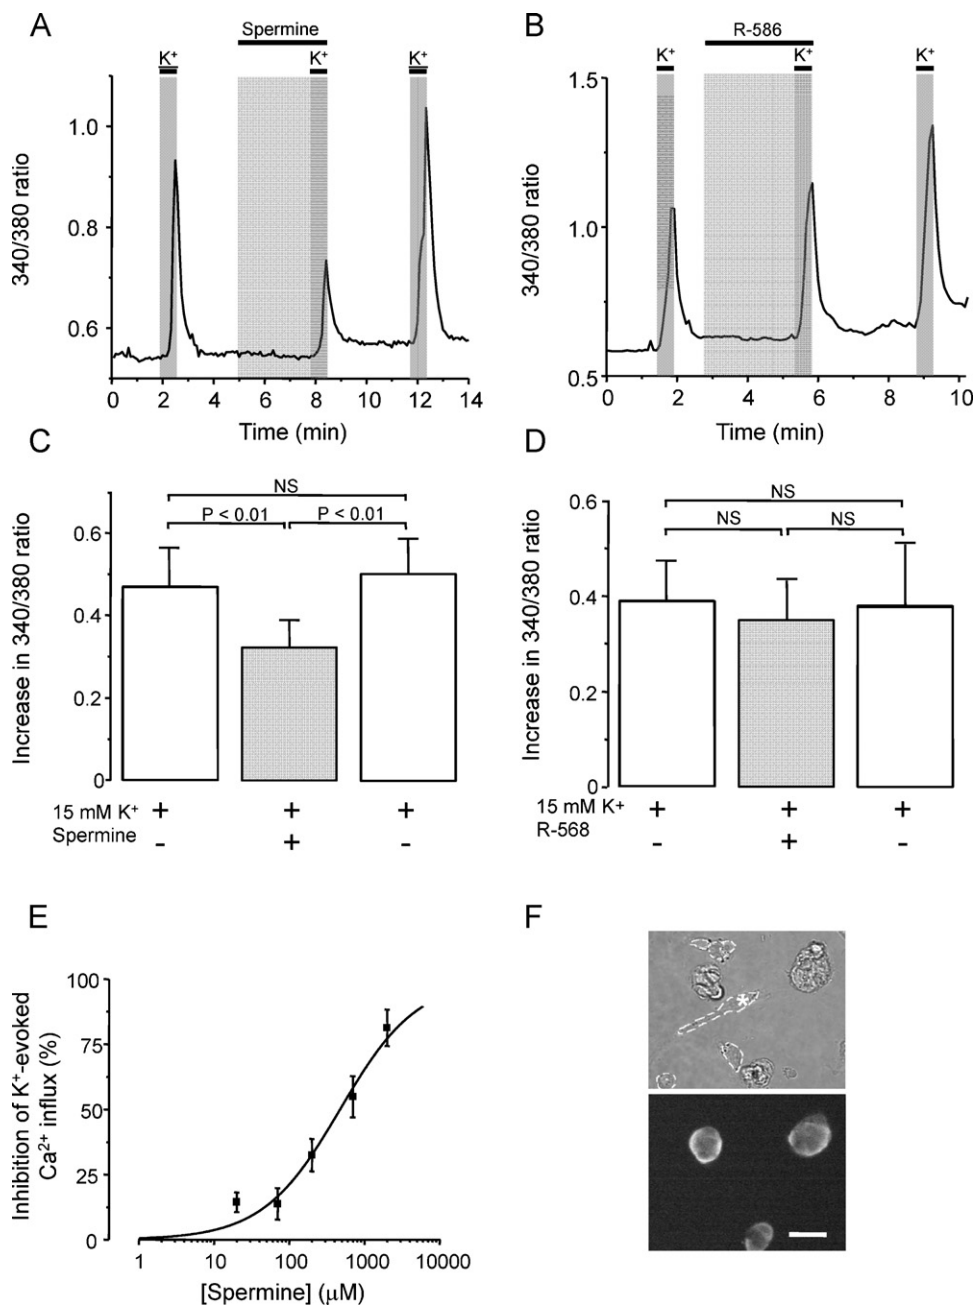 A
Spermine
K+ K+ K+
340/380 ratio
1.0
0.8
0.6
0 2 4 6 8 10 12 14
Time (min)
B
R-586
K+ K+ K+
340/380 ratio
1.5
1.0
0.5
0 2 4 6 8 10
Time (min)
C
NS
P < 0.01 P < 0.01
Increase in 340/380 ratio
0.6
0.4
0.2
0
15 mM K+ + + +
Spermine - + -
D
NS
NS NS
Increase in 340/380 ratio
0.6
0.4
0.2
0
15 mM K+ + + +
R-568 - + -
E
Inhibition of K+-evoked
Ca2+ influx (%)
100
75
50
25
0
1 10 100 1000 10000
[Spermine] (μM)
F
*